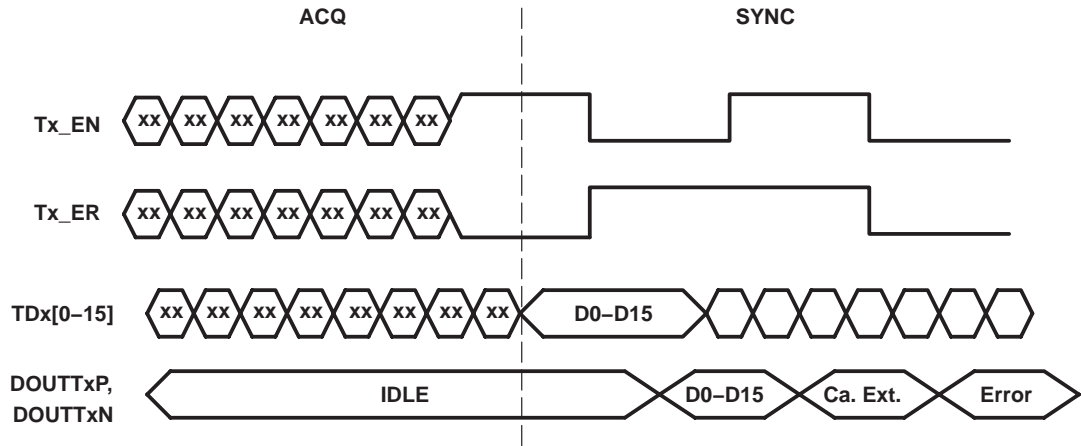 ACQ SYNC
Tx_EN xx xx xx xx xx xx xx
Tx_ER xx xx xx xx xx xx xx
TDx[0–15] xx xx xx xx xx xx xx xx D0–D15
DOUTTxP,
DOUTTxN IDLE D0–D15 Ca. Ext. Error